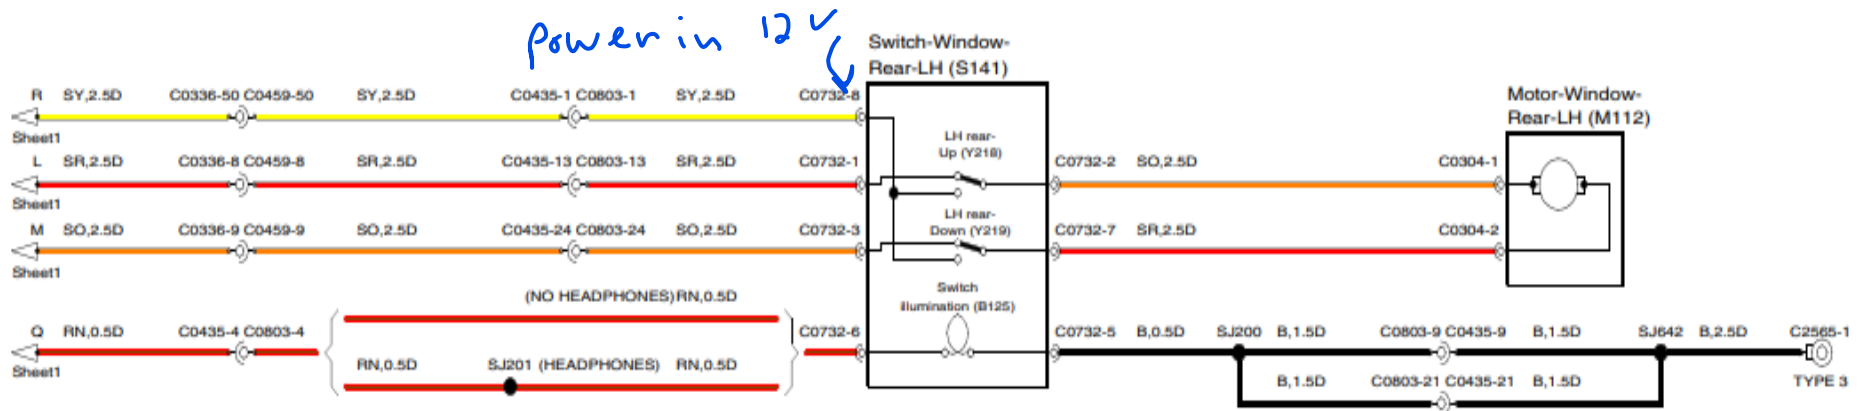 power in 12 V
Switch-Window-
Rear-LH (S141)
R SY,2.5D C0336-50 C0459-50 SY,2.5D C0435-1 C0803-1 SY,2.5D C0732-8
Sheet1
Motor-Window-
Rear-LH (M112)
LH rear-
Up (Y218)
L SR,2.5D C0336-8 C0459-8 SR,2.5D C0435-13 C0803-13 SR,2.5D C0732-1 C0732-2 SO,2.5D C0304-1
Sheet1
LH rear-
Down (Y219)
M SO,2.5D C0336-9 C0459-9 SO,2.5D C0435-24 C0803-24 SO,2.5D C0732-3 C0732-7 SR,2.5D C0304-2
Sheet1
(NO HEADPHONES) RN,0.5D
Switch
illumination (B125)
Q RN,0.5D C0435-4 C0803-4 C0732-6 C0732-5 B,0.5D SJ200 B,1.5D C0803-9 C0435-9 B,1.5D SJ642 B,2.5D C2565-1
Sheet1
RN,0.5D SJ201 (HEADPHONES) RN,0.5D
B,1.5D C0803-21 C0435-21 B,1.5D TYPE 3